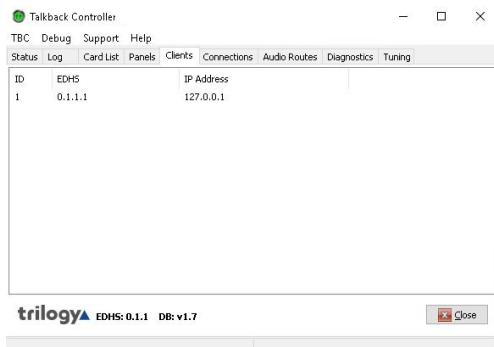 Talkback Controller
TBC Debug Support Help
Status Log Card List Panels Clients Connections Audio Routes Diagnostics Tuning
ID EDHS IP Address
1 0.1.1.1 127.0.0.1
trilogy EDHS: 0.1.1 DB: v1.7 Close